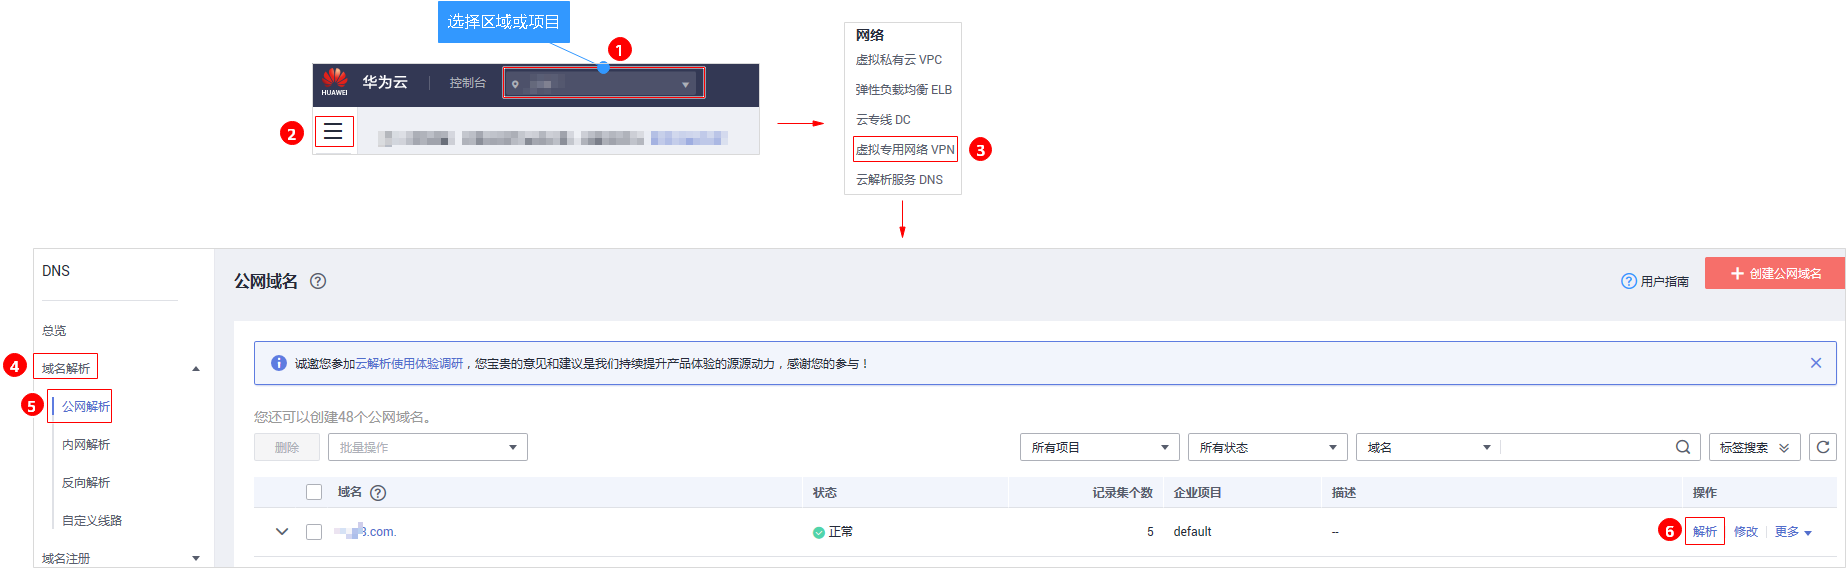 选择区域或项目
1
HUAWEI
华为云
控制台
2
网络
虚拟私有云 VPC
弹性负载均衡 ELB
云专线 DC
虚拟专用网络 VPN
3
云解析服务 DNS
DNS
总览
4
域名解析
5
公网解析
内网解析
反向解析
自定义线路
域名注册
公网域名 ?
? 用户指南
+ 创建公网域名
诚邀您参加云解析使用体验调研，您宝贵的意见和建议是我们持续提升产品体验的源源动力，感谢您的参与！
您还可以创建48个公网域名。
删除
批量操作
所有项目
所有状态
域名
标签搜索
域名 ?
状态
记录集个数
企业项目
描述
操作
3.com.
正常
5
default
--
6
解析
修改
更多